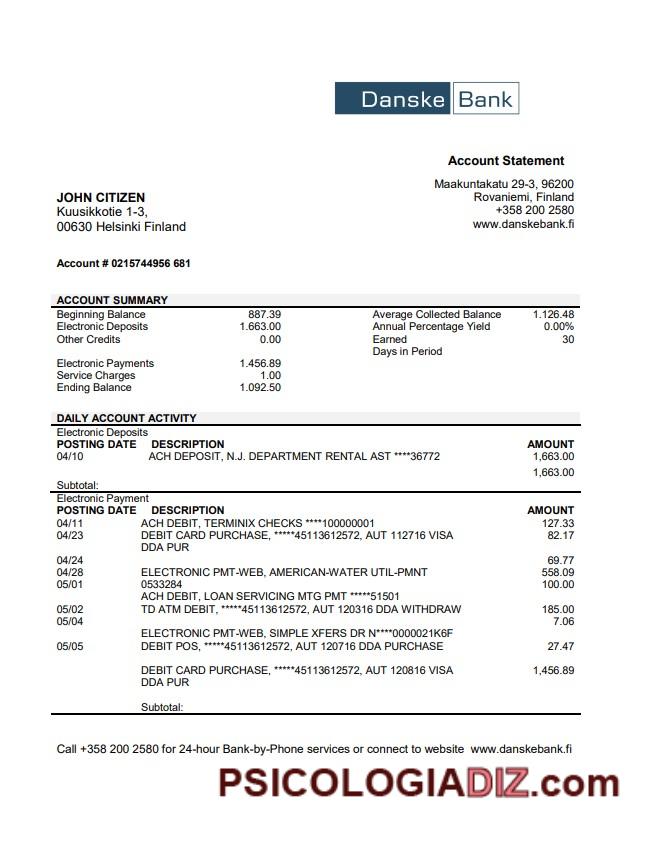 Danske Bank
Account Statement
Maakuntakatu 29-3, 96200
Rovaniemi, Finland
+358 200 2580
www.danskebank.fi
JOHN CITIZEN
Kuusikkotie 1-3,
00630 Helsinki Finland
Account # 0215744956 681
ACCOUNT SUMMARY
Beginning Balance 887.39 Average Collected Balance 1.126.48
Electronic Deposits 1.663.00 Annual Percentage Yield 0.00%
Other Credits 0.00 Earned 30
Days in Period
Electronic Payments 1.456.89
Service Charges 1.00
Ending Balance 1.092.50
DAILY ACCOUNT ACTIVITY
Electronic Deposits
POSTING DATE DESCRIPTION AMOUNT
04/10 ACH DEPOSIT, N.J. DEPARTMENT RENTAL AST ****36772 1,663.00
1,663.00
Subtotal:
Electronic Payment
POSTING DATE DESCRIPTION AMOUNT
04/11 ACH DEBIT, TERMINIX CHECKS ****100000001 127.33
04/23 DEBIT CARD PURCHASE, *****45113612572, AUT 112716 VISA 82.17
DDA PUR
04/24 69.77
04/28 ELECTRONIC PMT-WEB, AMERICAN-WATER UTIL-PMNT 558.09
05/01 0533284 100.00
ACH DEBIT, LOAN SERVICING MTG PMT *****51501
05/02 TD ATM DEBIT, *****45113612572, AUT 120316 DDA WITHDRAW 185.00
05/04 7.06
ELECTRONIC PMT-WEB, SIMPLE XFERS DR N****0000021K6F
05/05 DEBIT POS, *****45113612572, AUT 120716 DDA PURCHASE 27.47
DEBIT CARD PURCHASE, *****45113612572, AUT 120816 VISA 1,456.89
DDA PUR
Subtotal:
Call +358 200 2580 for 24-hour Bank-by-Phone services or connect to website www.danskebank.fi
PSICOLOGIADIZ.com